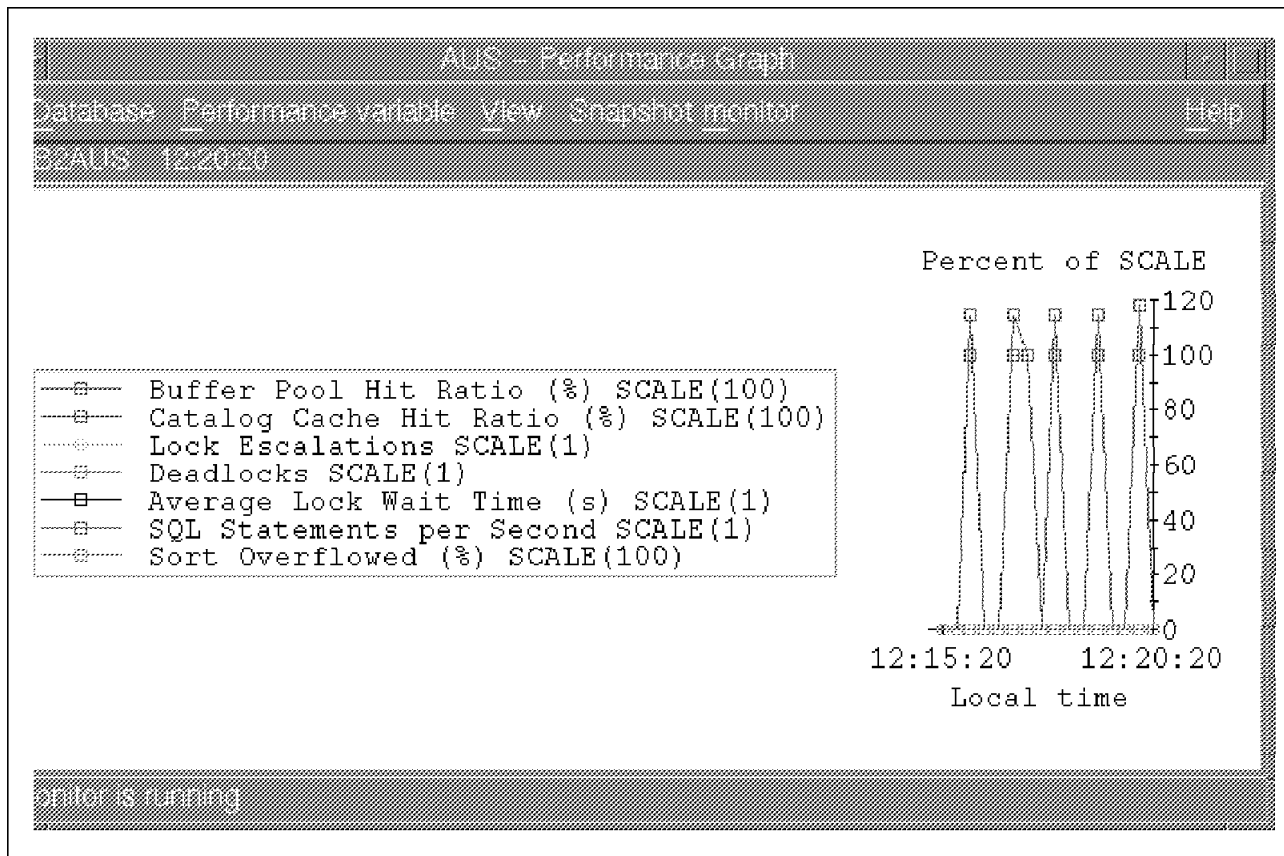 AUS – Performance Graph
Database Performance variable View Snapshot monitor Help
B2AUS 12:20:20
Percent of SCALE
120
100
80
60
40
20
0
Buffer Pool Hit Ratio (%) SCALE(100)
Catalog Cache Hit Ratio (%) SCALE(100)
Lock Escalations SCALE(1)
Deadlocks SCALE(1)
Average Lock Wait Time (s) SCALE(1)
SQL Statements per Second SCALE(1)
Sort Overflowed (%) SCALE(100)
12:15:20 12:20:20
Local time
onitor is running